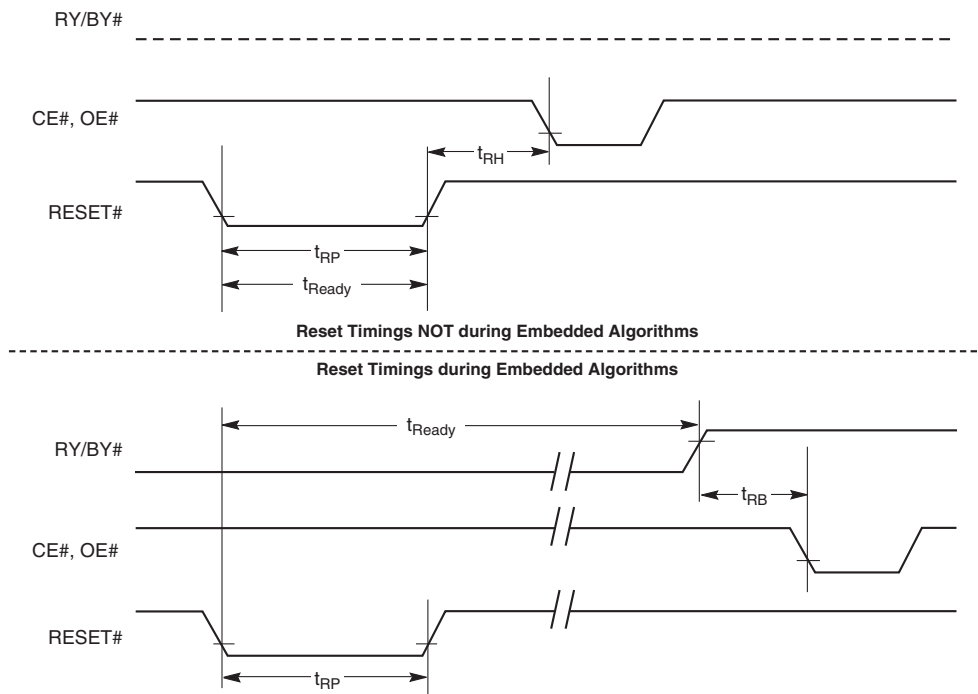 RY/BY#
CE#, OE#
tRH
RESET#
tRP
tReady
Reset Timings NOT during Embedded Algorithms
Reset Timings during Embedded Algorithms
tReady
RY/BY#
tRB
CE#, OE#
RESET#
tRP